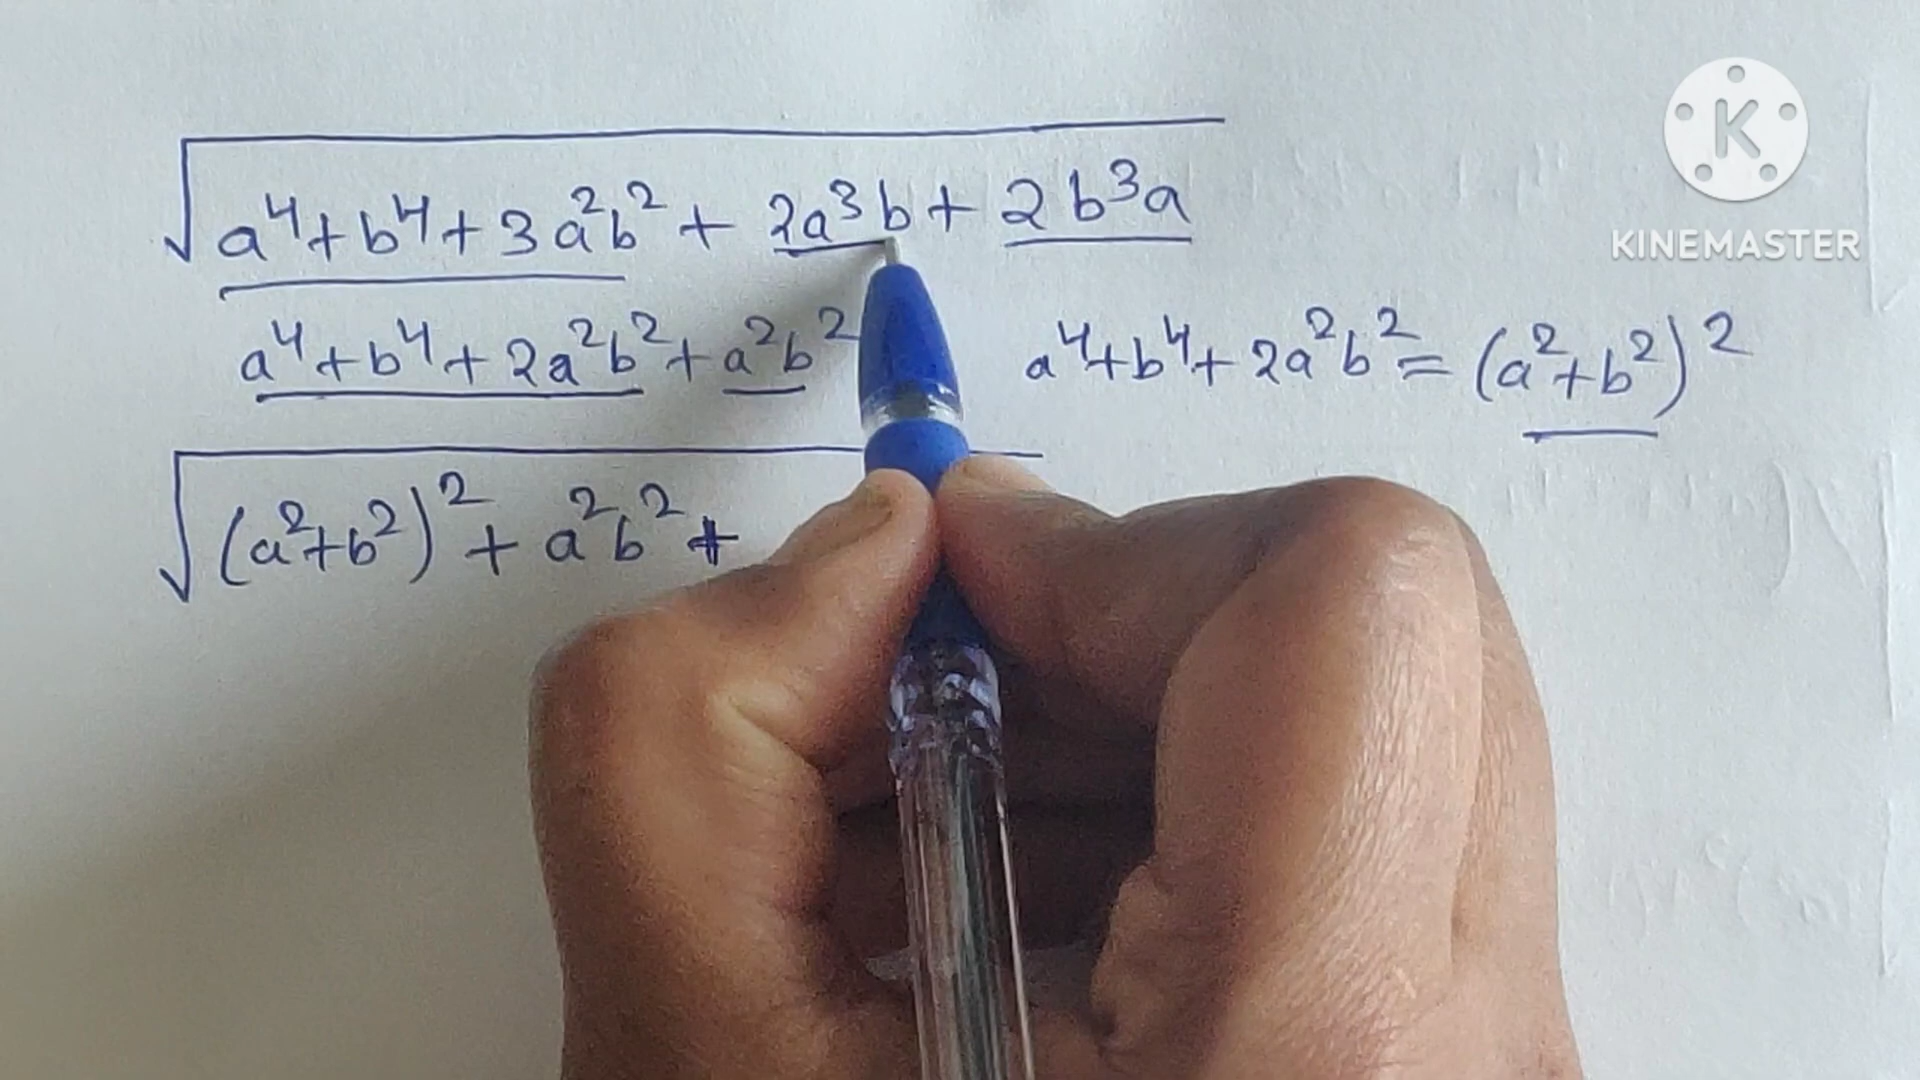 √a⁴+b⁴+3a²b²+2a³b+2b³a
a⁴+b⁴+2a²b²+a²b² a⁴+b⁴+2a²b²=(a²+b²)²
√(a²+b²)²+a²b²+
K
KINEMASTER